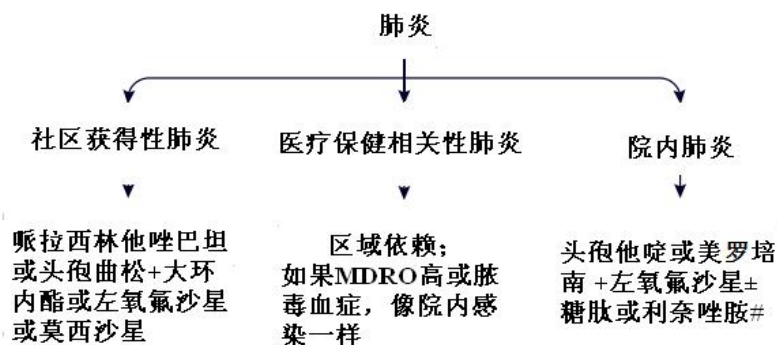 肺炎
社区获得性肺炎
医疗保健相关性肺炎
院内肺炎
哌拉西林他唑巴坦
或头孢曲松+大环
内酯或左氧氟沙星
或莫西沙星
区域依赖；
如果MDRO高或脓
毒血症，像院内感
染一样
头孢他啶或美罗培
南 +左氧氟沙星±
糖肽或利奈唑胺#